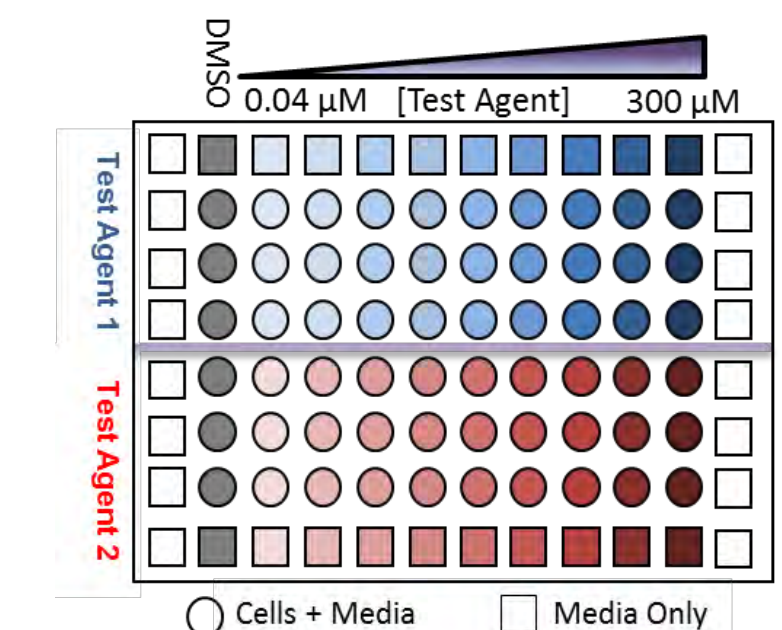 DMSO
0.04 µM [Test Agent] 300 µM
Test Agent 1
Test Agent 2
Cells + Media
Media Only